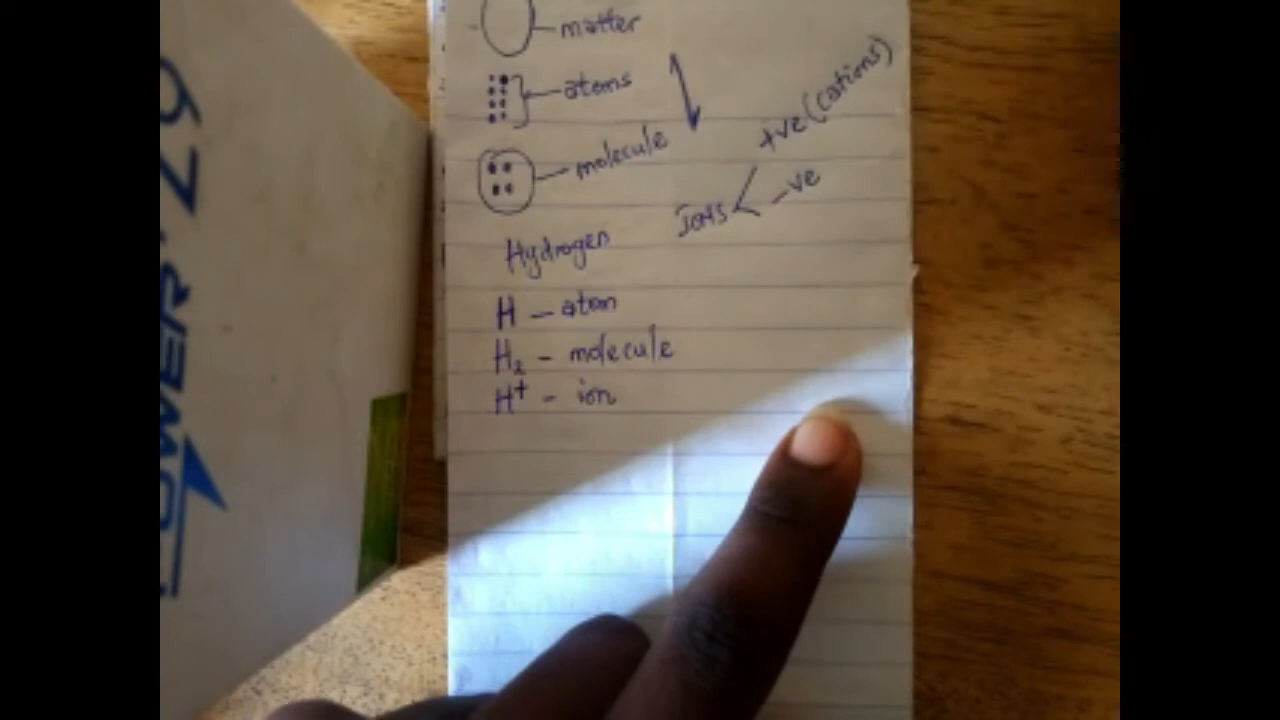 matter
atoms
molecule
+ve (cations)
Ions
-ve
Hydrogen
H - atom
H₂ - molecule
H⁺ - ion